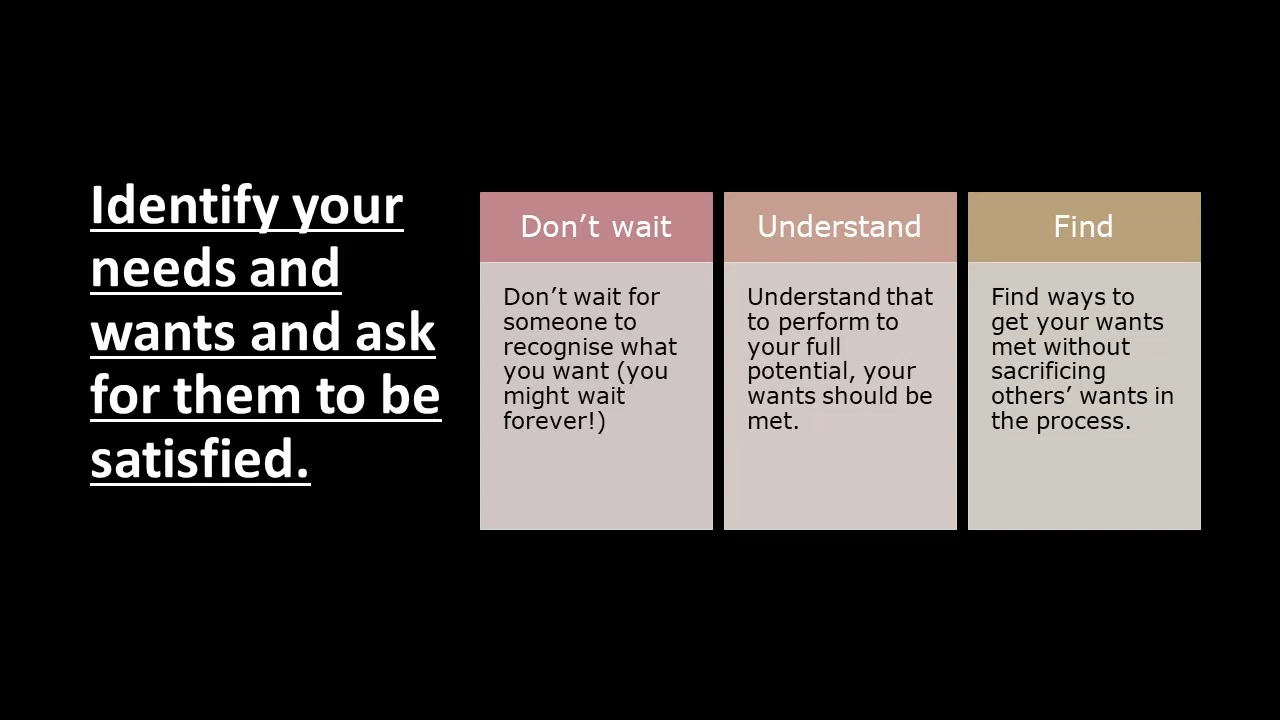 Identify your
needs and
wants and ask
for them to be
satisfied.
Don’t wait
Don’t wait for
someone to
recognise what
you want (you
might wait
forever!)
Understand
Understand that
to perform to
your full
potential, your
wants should be
met.
Find
Find ways to
get your wants
met without
sacrificing
others’ wants in
the process.